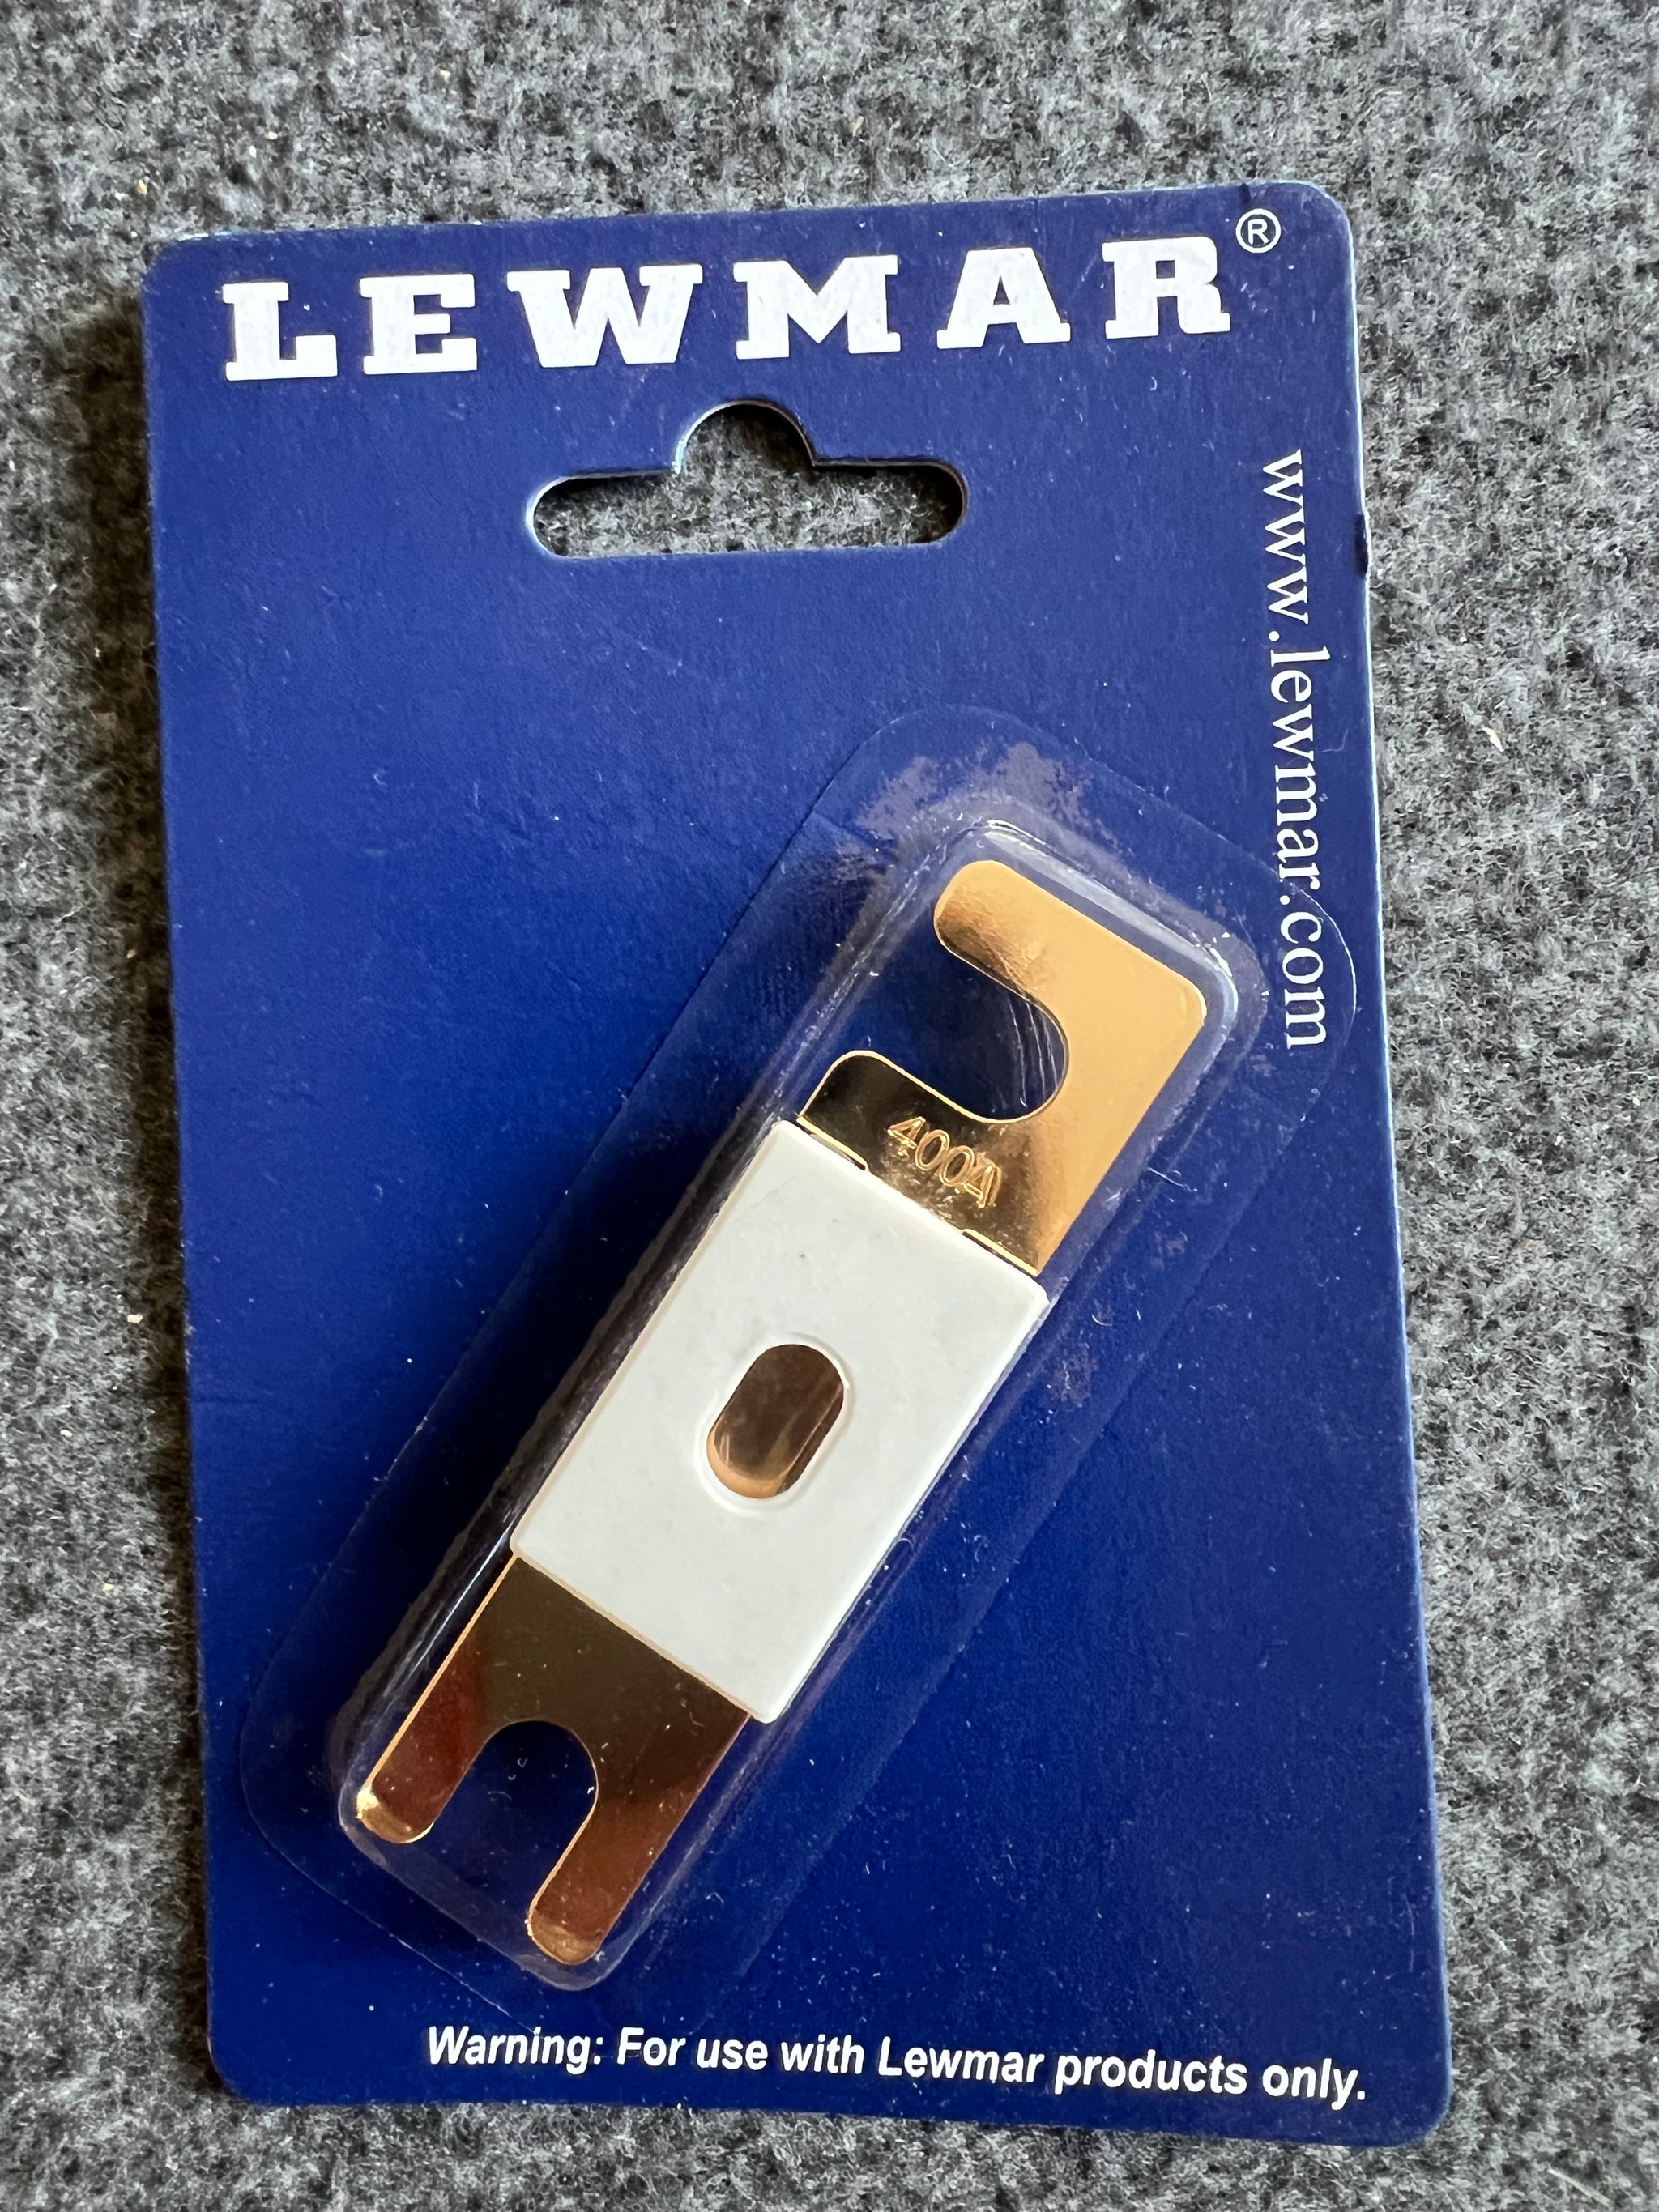 LEWMAR®
www.lewmar.com
400A
Warning: For use with Lewmar products only.